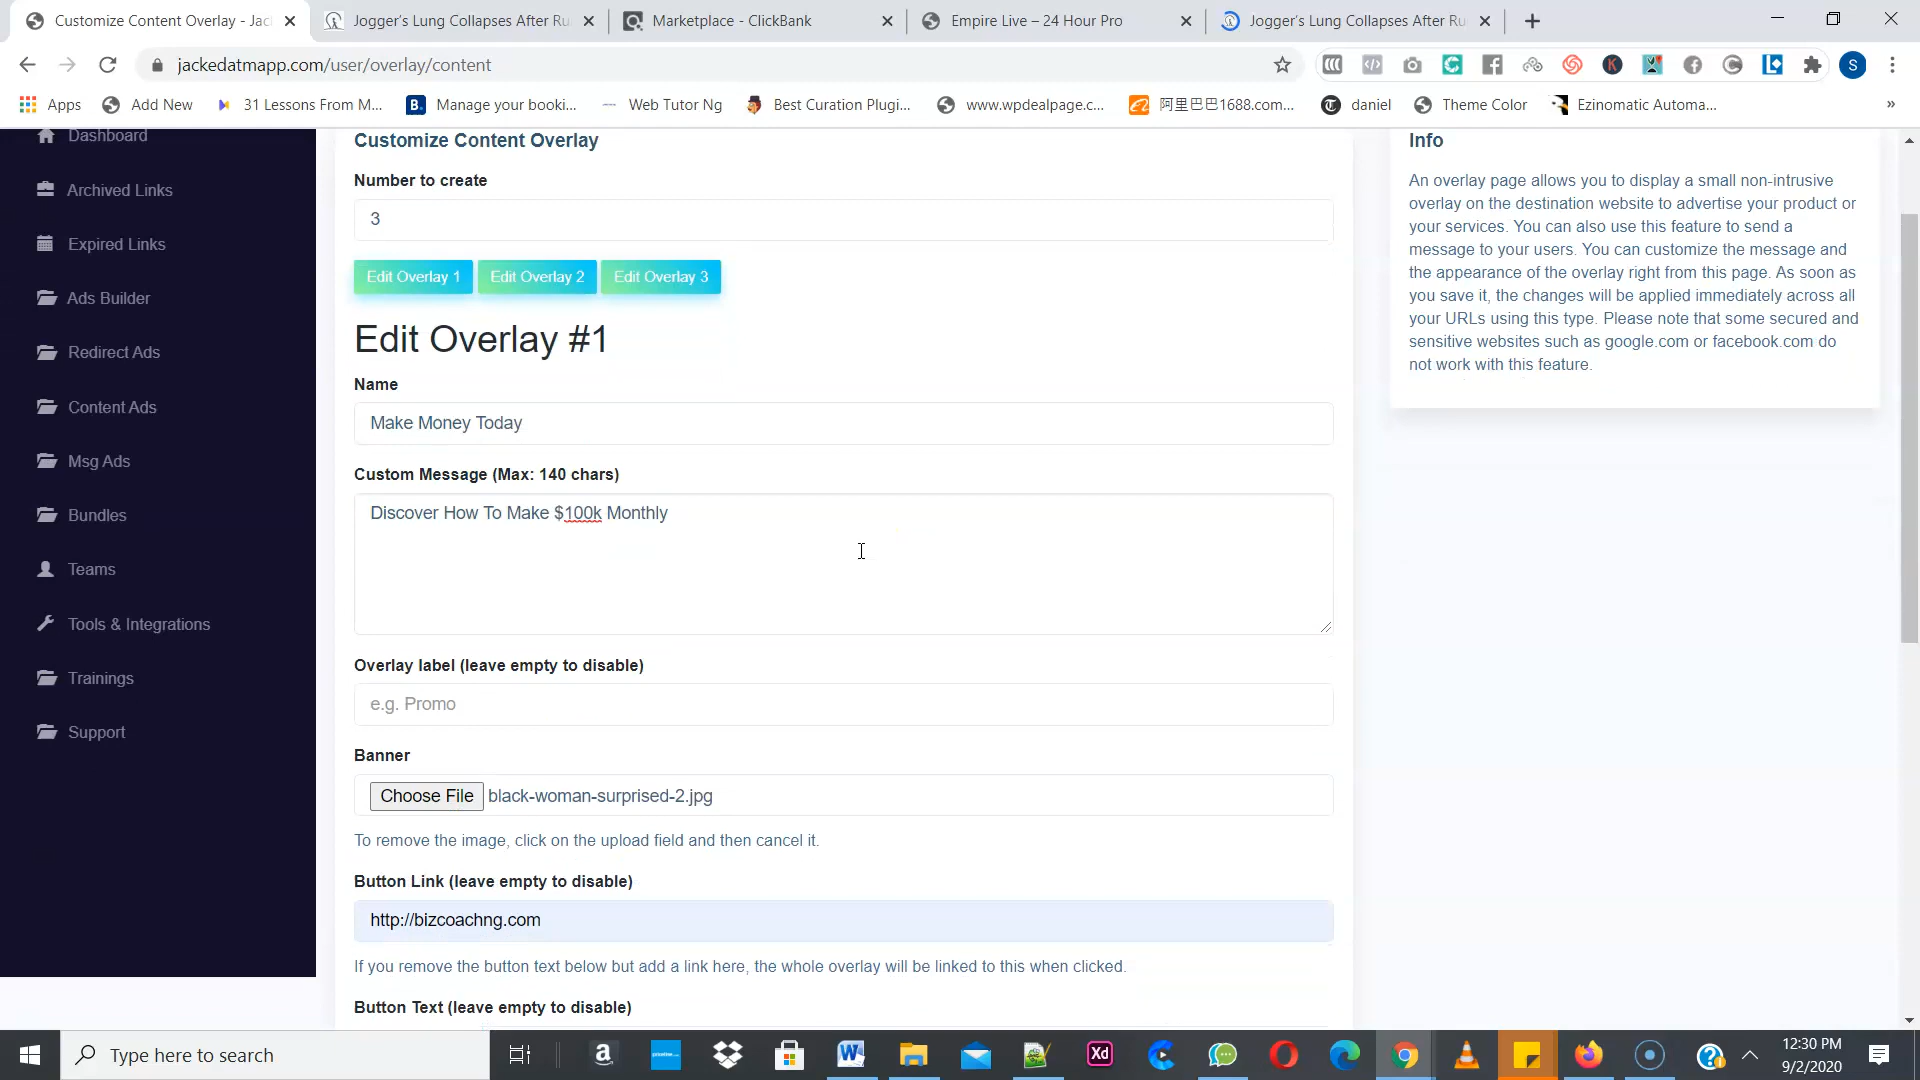 Customize Content Overlay - Jac
Jogger's Lung Collapses After Ru
Marketplace - ClickBank
Empire Live – 24 Hour Pro
Jogger's Lung Collapses After Ru
jackedatmapp.com/user/overlay/content
S
Apps
Add New
31 Lessons From M...
Manage your booki...
Web Tutor Ng
Best Curation Plugi...
www.wpdealpage.c...
阿里巴巴1688.com...
daniel
Theme Color
Ezinomatic Automa...
»
Dashboard
Archived Links
Expired Links
Ads Builder
Redirect Ads
Content Ads
Msg Ads
Bundles
Teams
Tools & Integrations
Trainings
Support
Customize Content Overlay
Number to create
3
Edit Overlay 1
Edit Overlay 2
Edit Overlay 3
Edit Overlay #1
Name
Make Money Today
Custom Message (Max: 140 chars)
Discover How To Make $100k Monthly
Overlay label (leave empty to disable)
e.g. Promo
Banner
Choose File black-woman-surprised-2.jpg
To remove the image, click on the upload field and then cancel it.
Button Link (leave empty to disable)
http://bizcoachng.com
If you remove the button text below but add a link here, the whole overlay will be linked to this when clicked.
Button Text (leave empty to disable)
Info
An overlay page allows you to display a small non-intrusive
overlay on the destination website to advertise your product or
your services. You can also use this feature to send a
message to your users. You can customize the message and
the appearance of the overlay right from this page. As soon as
you save it, the changes will be applied immediately across all
your URLs using this type. Please note that some secured and
sensitive websites such as google.com or facebook.com do
not work with this feature.
Type here to search
Xd
12:30 PM
9/2/2020